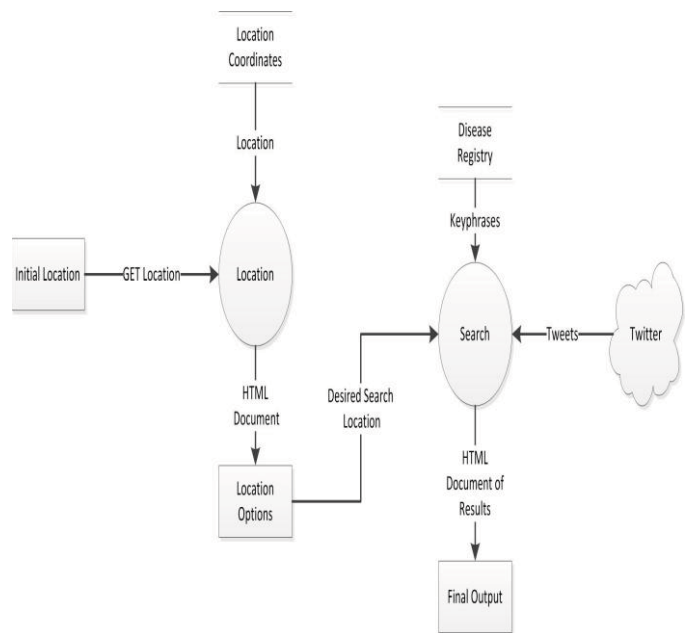 Location
Coordinates
Location
Initial Location
GET Location
Location
HTML
Document
Location
Options
Desired Search
Location
Disease
Registry
Keyphrases
Search
Tweets
Twitter
HTML
Document of
Results
Final Output